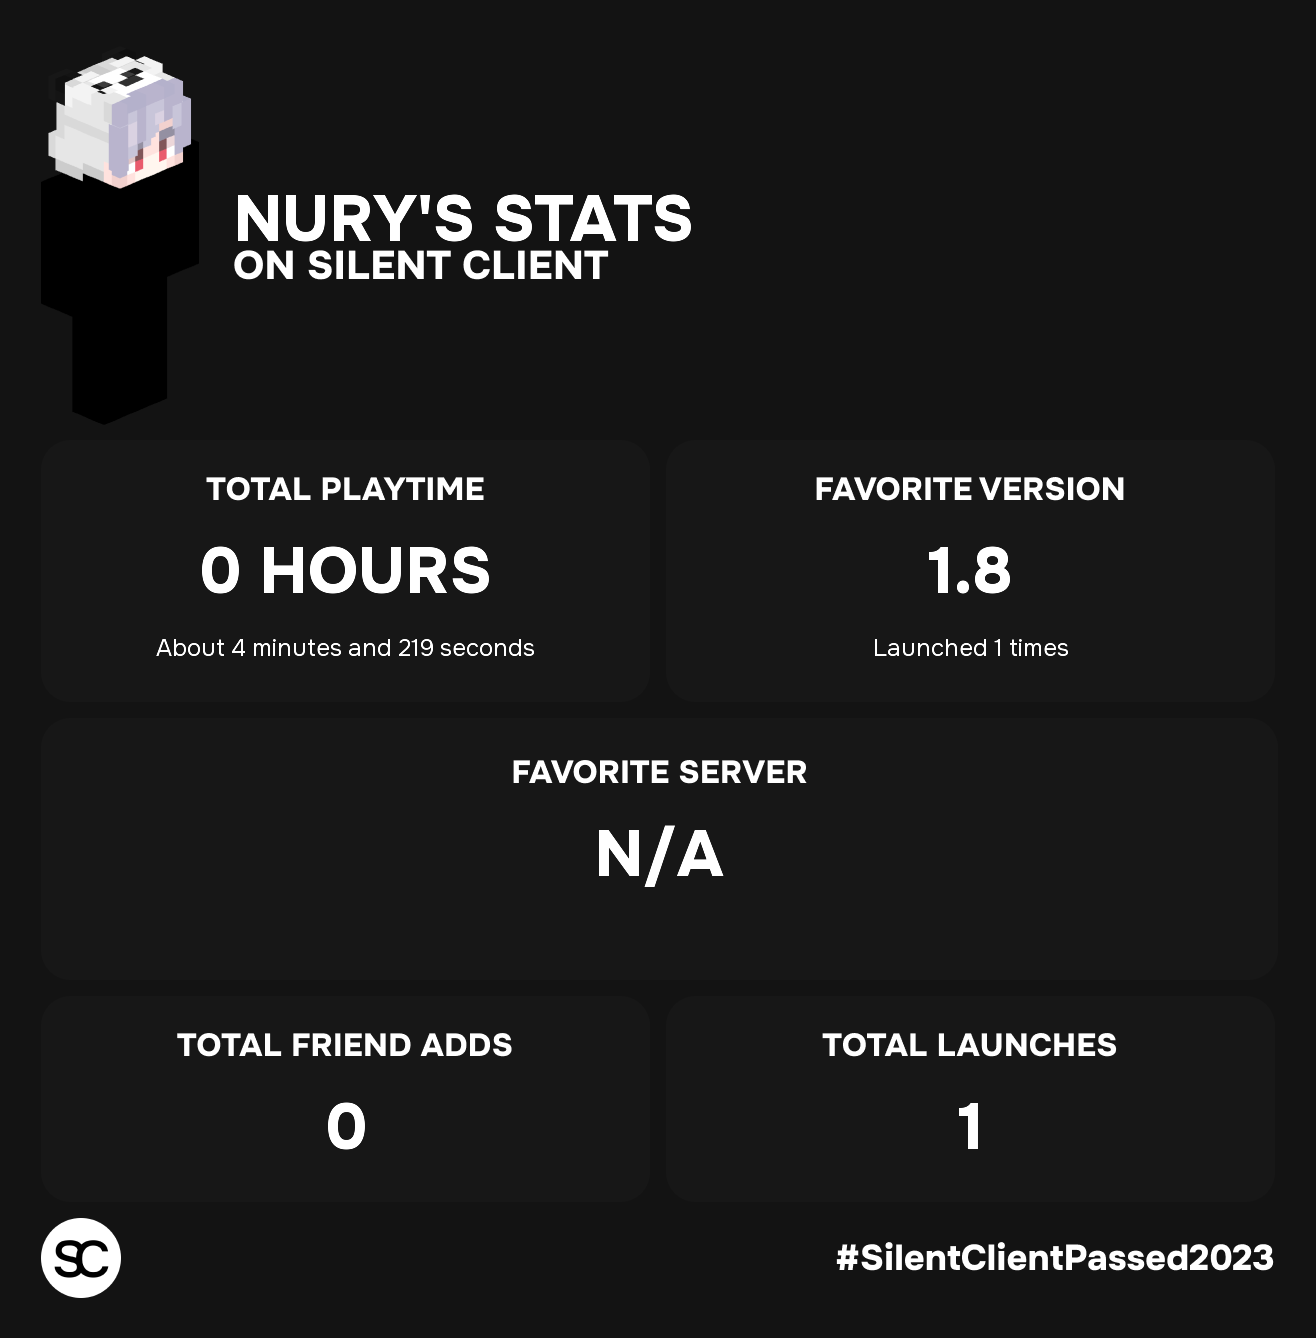 NURY'S STATS
ON SILENT CLIENT
TOTAL PLAYTIME
0 HOURS
About 4 minutes and 219 seconds
FAVORITE VERSION
1.8
Launched 1 times
FAVORITE SERVER
N/A
TOTAL FRIEND ADDS
0
TOTAL LAUNCHES
1
SC
#SilentClientPassed2023